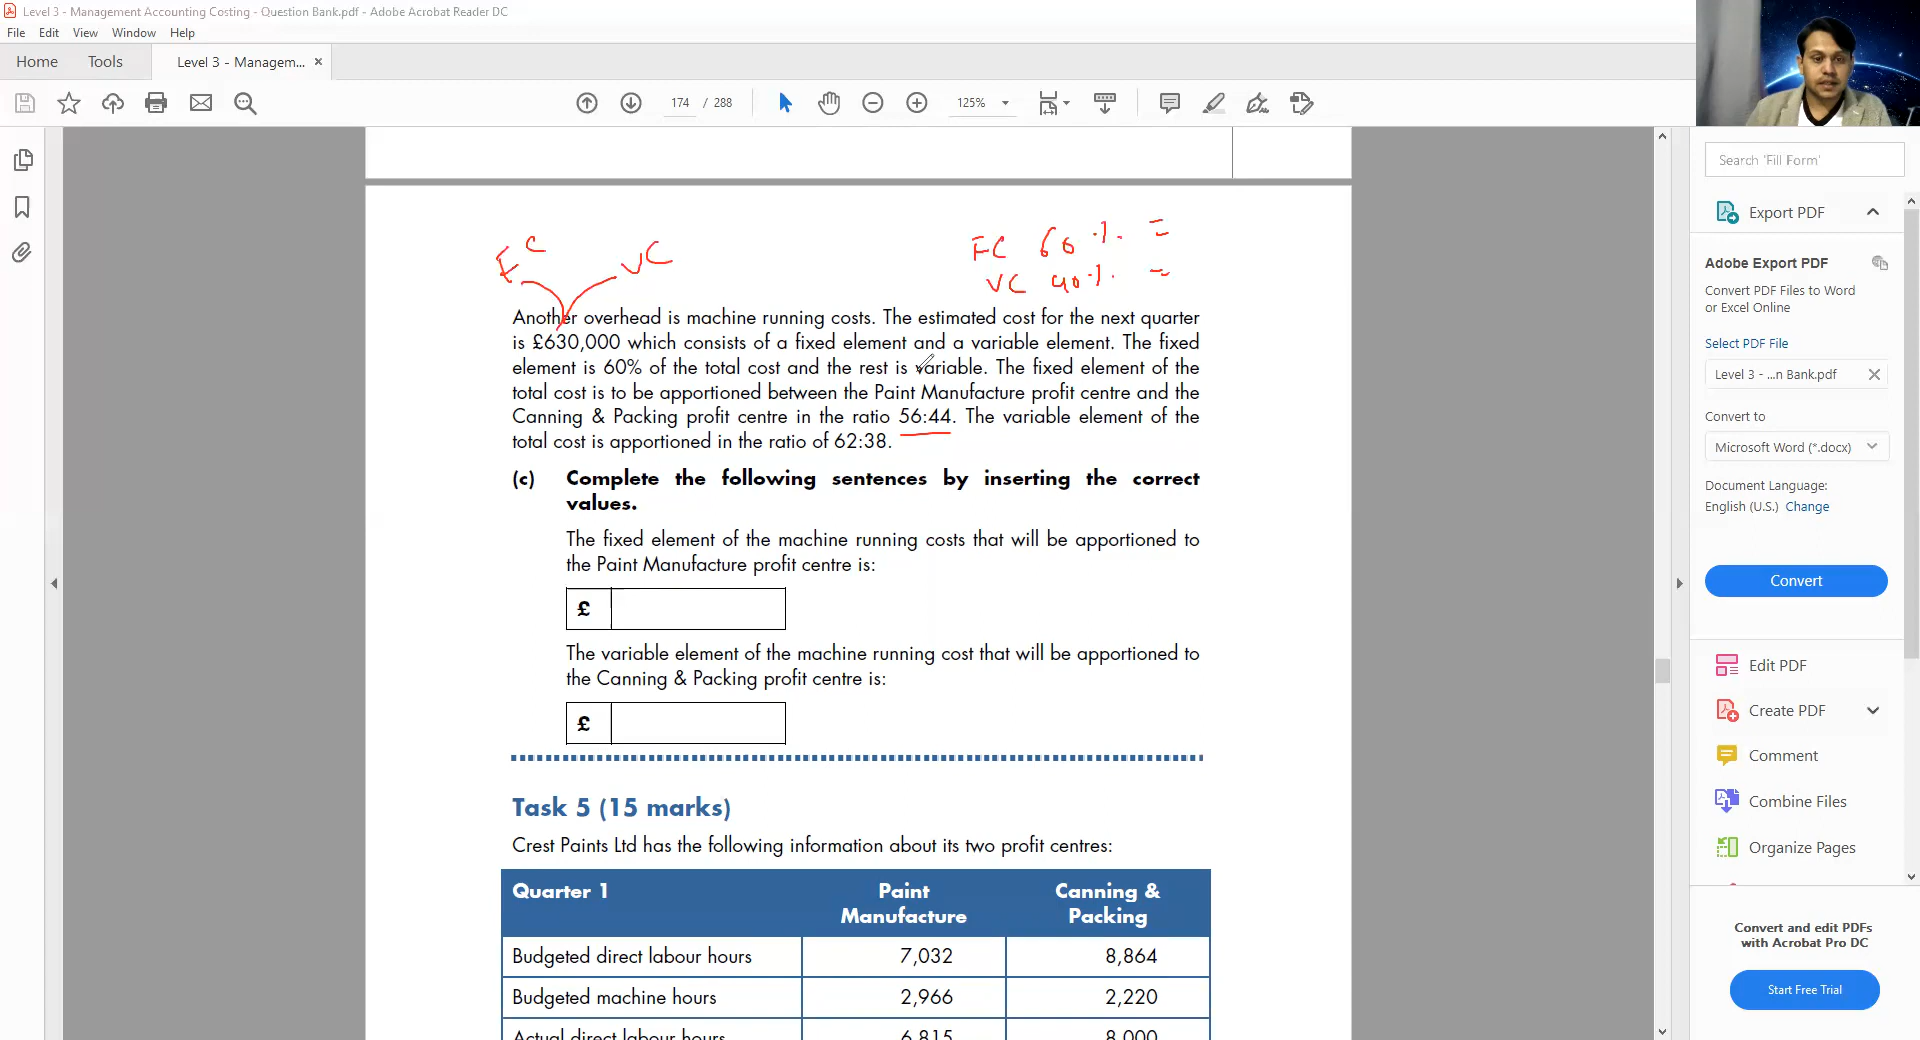 Level 3 - Management Accounting Costing - Question Bank.pdf - Adobe Acrobat Reader DC
File Edit View Window Help
Home Tools Level 3 - Managem... ×
174 / 288 125%
Search 'Fill Form'
Export PDF
Adobe Export PDF
Convert PDF Files to Word
or Excel Online
Select PDF File
Level 3 - ...n Bank.pdf
Convert to
Microsoft Word (*.docx)
Document Language:
English (U.S.) Change
Convert
Edit PDF
Create PDF
Comment
Combine Files
Organize Pages
Convert and edit PDFs
with Acrobat Pro DC
Start Free Trial
FC VC
FC 60 % =
VC 40 % =
Another overhead is machine running costs. The estimated cost for the next quarter
is £630,000 which consists of a fixed element and a variable element. The fixed
element is 60% of the total cost and the rest is variable. The fixed element of the
total cost is to be apportioned between the Paint Manufacture profit centre and the
Canning & Packing profit centre in the ratio 56:44. The variable element of the
total cost is apportioned in the ratio of 62:38.
(c) Complete the following sentences by inserting the correct
values.
The fixed element of the machine running costs that will be apportioned to
the Paint Manufacture profit centre is:
£
The variable element of the machine running cost that will be apportioned to
the Canning & Packing profit centre is:
£
Task 5 (15 marks)
Crest Paints Ltd has the following information about its two profit centres:
Quarter 1 Paint Manufacture Canning & Packing
Budgeted direct labour hours 7,032 8,864
Budgeted machine hours 2,966 2,220
Actual direct labour hours 6,815 8,000